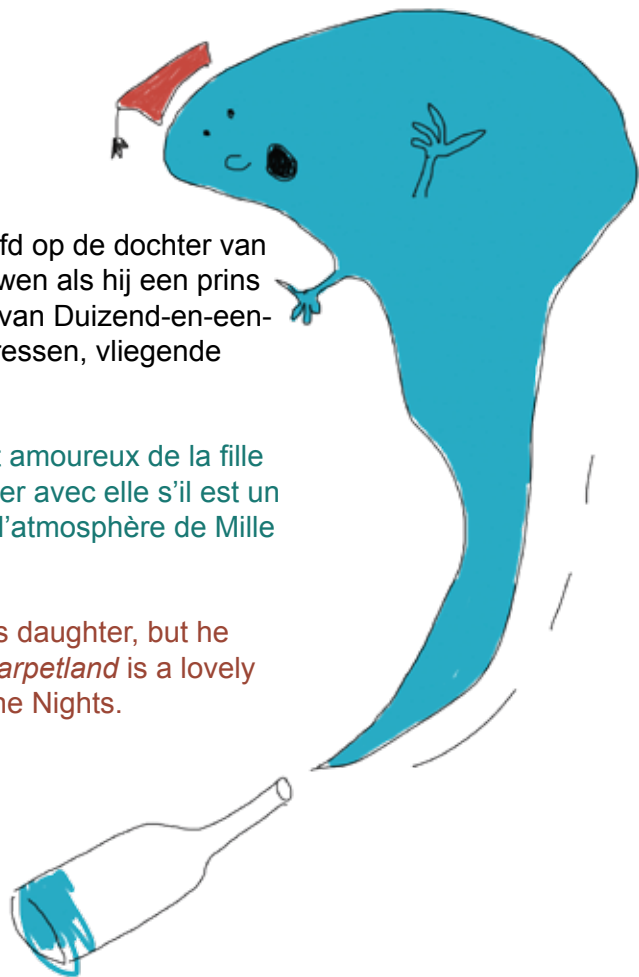 fd op de dochter van
wen als hij een prins
van Duizend-en-een-
ressen, vliegende
amoureux de la fille
er avec elle s’il est un
l’atmosphère de Mille
s daughter, but he
arpetland is a lovely
ne Nights.